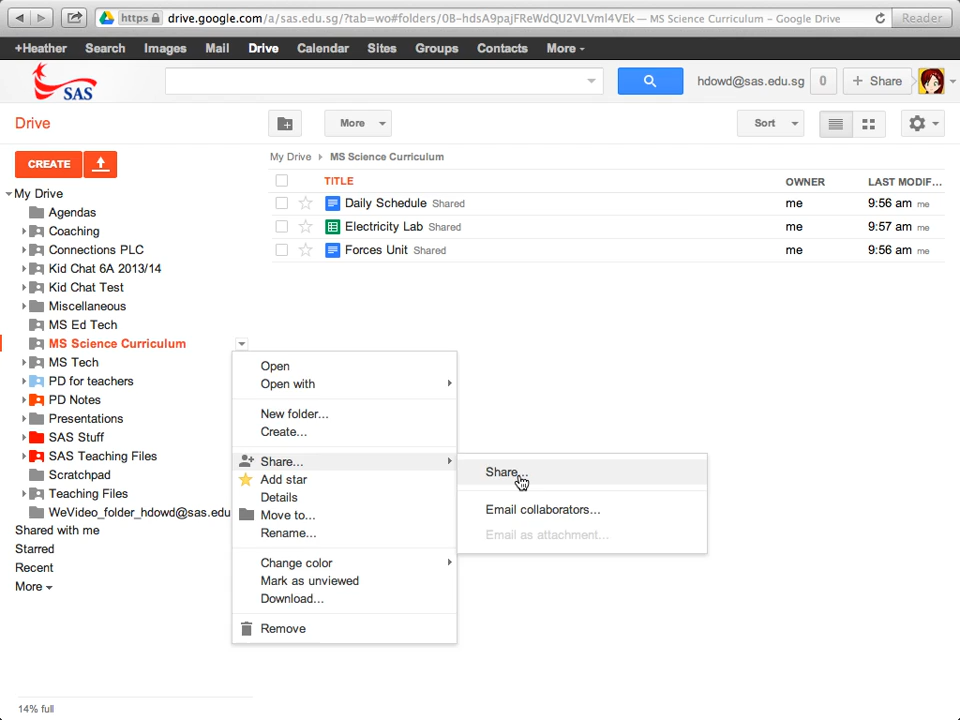 https drive.google.com/a/sas.edu.sg/?tab=wo#folders/0B-hdsA9pajFReWdQU2VLVml4VEk — MS Science Curriculum – Google Drive Reader
+Heather Search Images Mail Drive Calendar Sites Groups Contacts More
SAS hdowd@sas.edu.sg 0 + Share
Drive More Sort
CREATE My Drive MS Science Curriculum
TITLE OWNER LAST MODIF...
My Drive
Daily Schedule Shared me 9:56 am me
Agendas
Electricity Lab Shared me 9:57 am me
Coaching
Forces Unit Shared me 9:56 am me
Connections PLC
Kid Chat 6A 2013/14
Kid Chat Test
Miscellaneous
MS Ed Tech
MS Science Curriculum
MS Tech
PD for teachers
PD Notes
Presentations
SAS Stuff
SAS Teaching Files
Scratchpad
Teaching Files
WeVideo_folder_hdowd@sas.edu
Shared with me
Starred
Recent
More
14% full
Open
Open with
New folder...
Create...
Share...
Add star
Details
Move to...
Rename...
Change color
Mark as unviewed
Download...
Remove
Share...
Email collaborators...
Email as attachment...